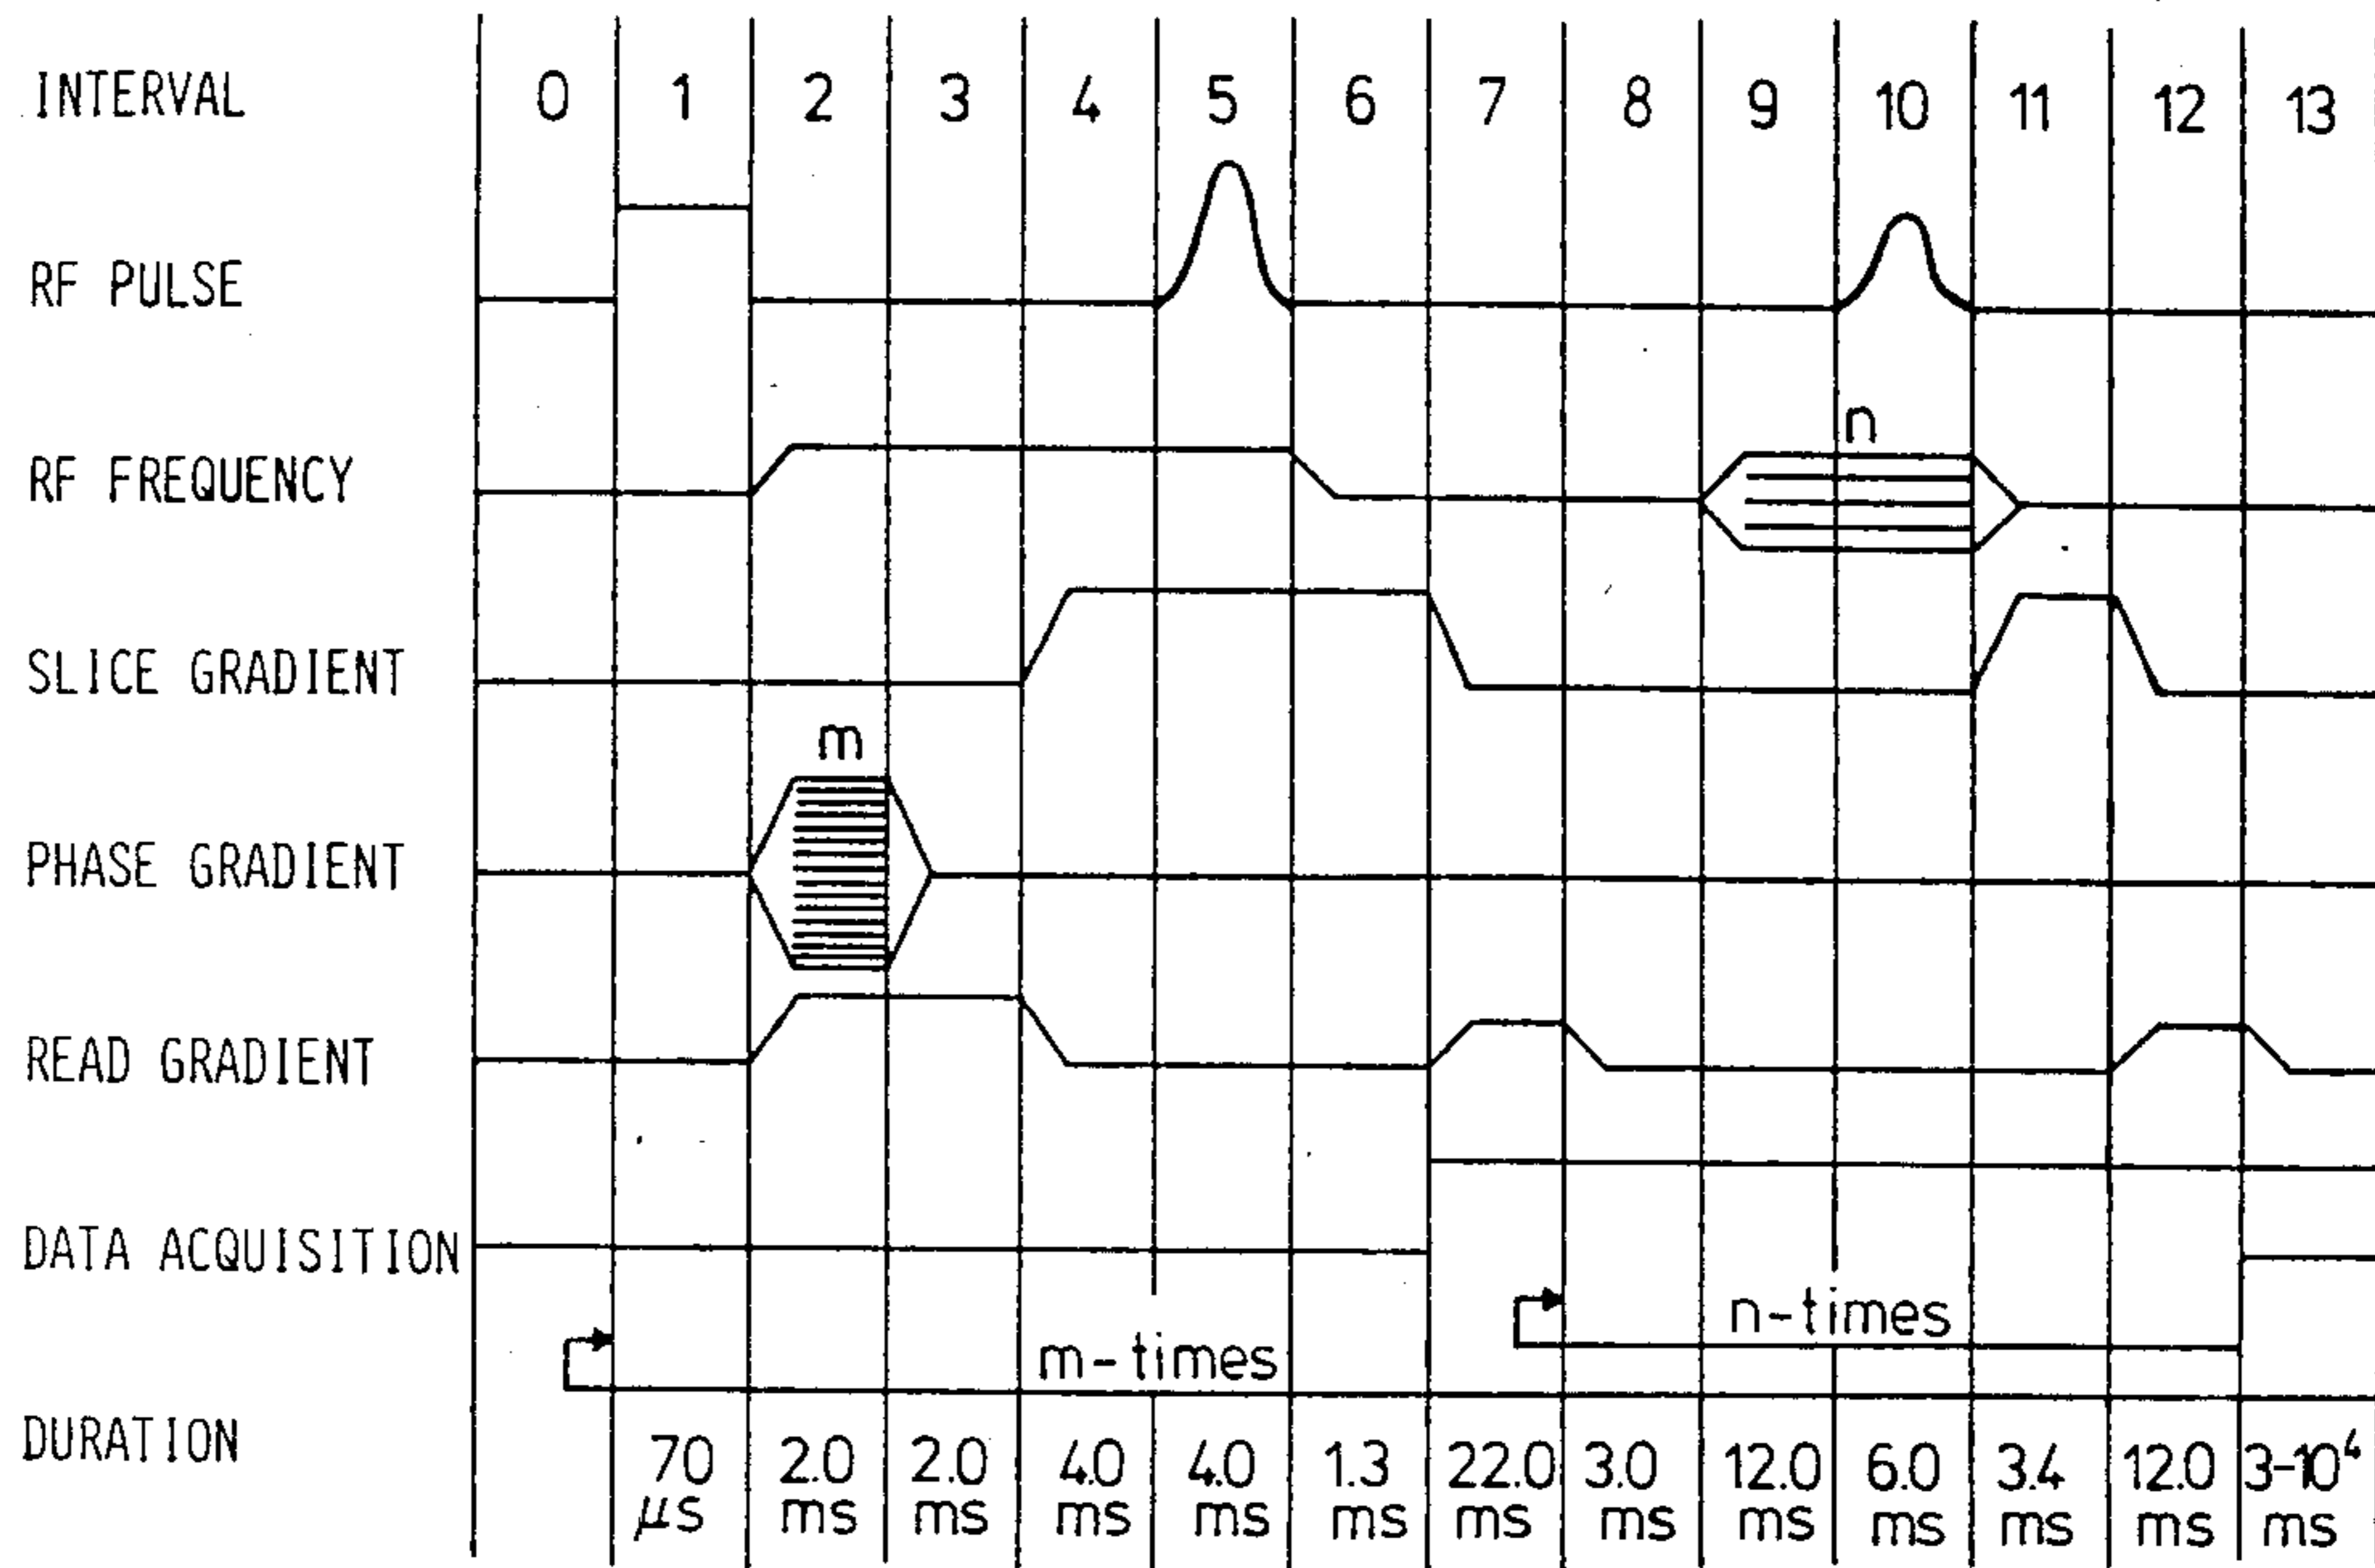 INTERVAL 0 1 2 3 4 5 6 7 8 9 10 11 12 13
RF PULSE
n
RF FREQUENCY
SLICE GRADIENT
m
PHASE GRADIENT
READ GRADIENT
DATA ACQUISITION
n-times
m-times
DURATION 70 2.0 2.0 4.0 4.0 1.3 22.0 3.0 12.0 6.0 3.4 12.0 3-10⁴
μs ms ms ms ms ms ms ms ms ms ms ms ms